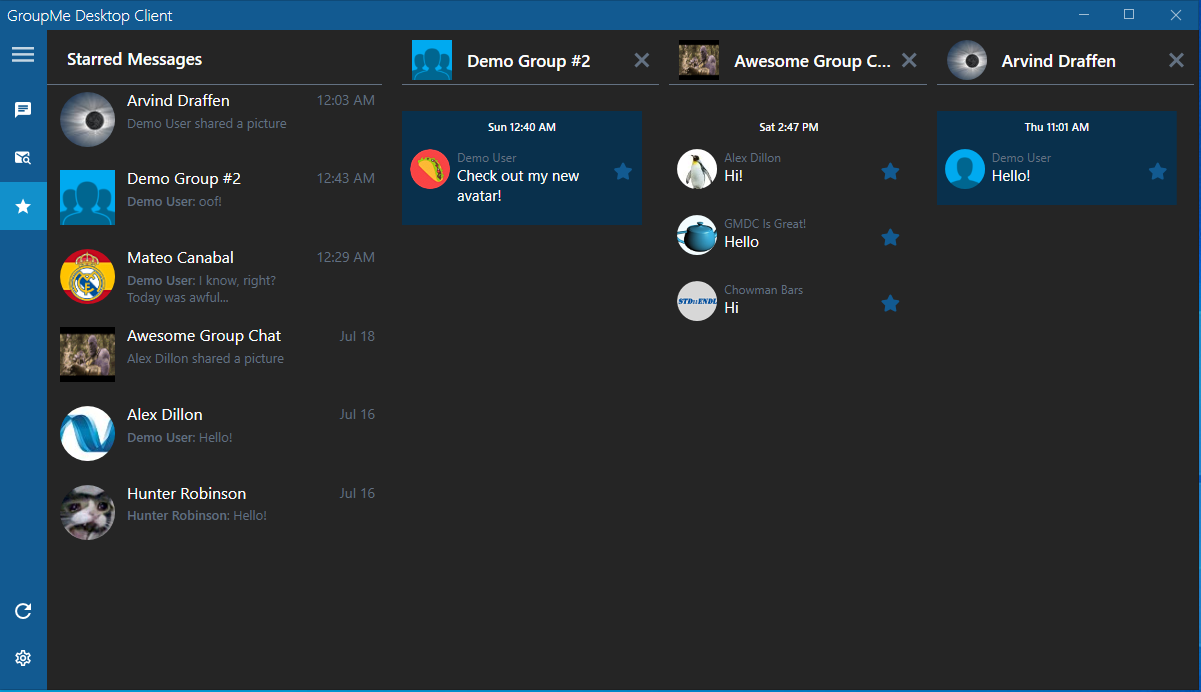 GroupMe Desktop Client
Starred Messages
Arvind Draffen
12:03 AM
Demo User shared a picture
Demo Group #2
12:43 AM
Demo User: oof!
Mateo Canabal
12:29 AM
Demo User: I know, right?
Today was awful...
Awesome Group Chat
Jul 18
Alex Dillon shared a picture
Alex Dillon
Jul 16
Demo User: Hello!
Hunter Robinson
Jul 16
Hunter Robinson: Hello!
Demo Group #2
Sun 12:40 AM
Demo User
Check out my new
avatar!
Awesome Group C...
Sat 2:47 PM
Alex Dillon
Hi!
GMDC Is Great!
Hello
STD::ENDL
Chowman Bars
Hi
Arvind Draffen
Thu 11:01 AM
Demo User
Hello!